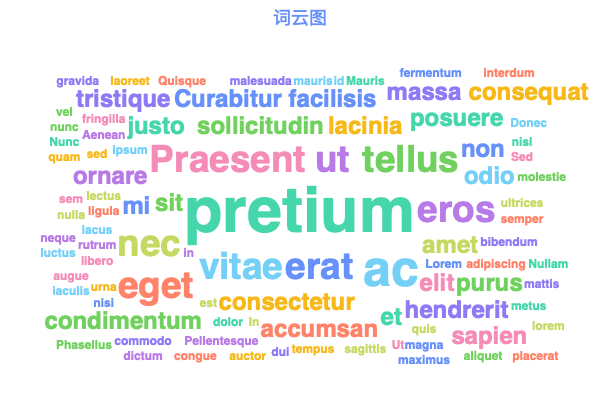 词云图
fermentum interdum
gravida laoreet Quisque malesuada mauris id Mauris
tristique Curabitur facilisis massa consequat
vel fringilla justo sollicitudin lacinia posuere Donec
nunc Aenean
Nunc ipsum Praesent ut tellus non nisl
quam sed Sed
ornare odio molestie
sem lectus mi sit pretium eros ultrices
nulla ligula semper
neque lacus nec in amet bibendum
luctus rutrum vitae erat ac Lorem adipiscing Nullam
libero
augue eget elit purus mattis
iaculis urna
nisi est consectetur et hendrerit metus
condimentum dolor In accumsan quis sapien lorem
Phasellus commodo Pellentesque Ut magna
dictum congue auctor dui tempus sagittis maximus aliquet placerat